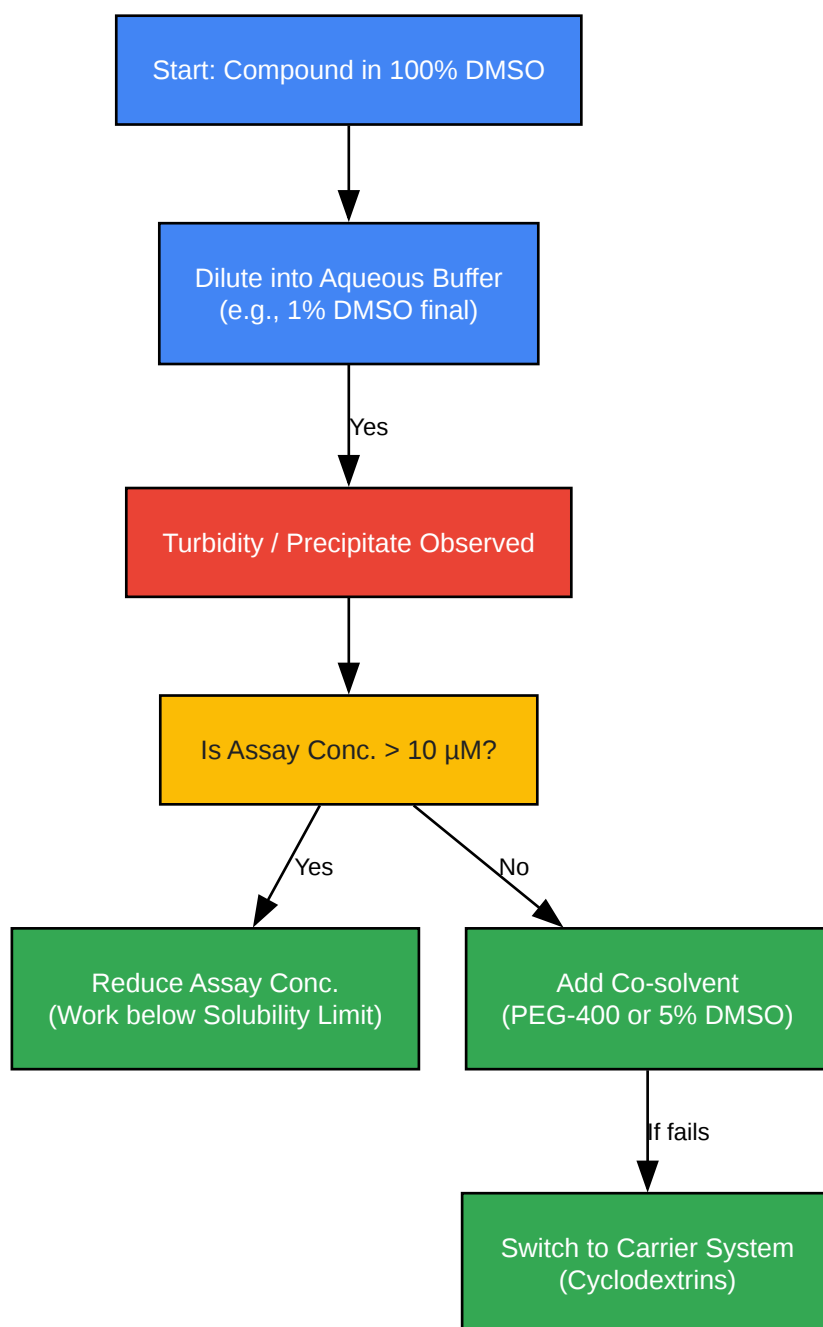 Start: Compound in 100% DMSO
Dilute into Aqueous Buffer
(e.g., 1% DMSO final)
Yes
Turbidity / Precipitate Observed
Is Assay Conc. > 10 µM?
Yes
No
Reduce Assay Conc.
(Work below Solubility Limit)
Add Co-solvent
(PEG-400 or 5% DMSO)
If fails
Switch to Carrier System
(Cyclodextrins)